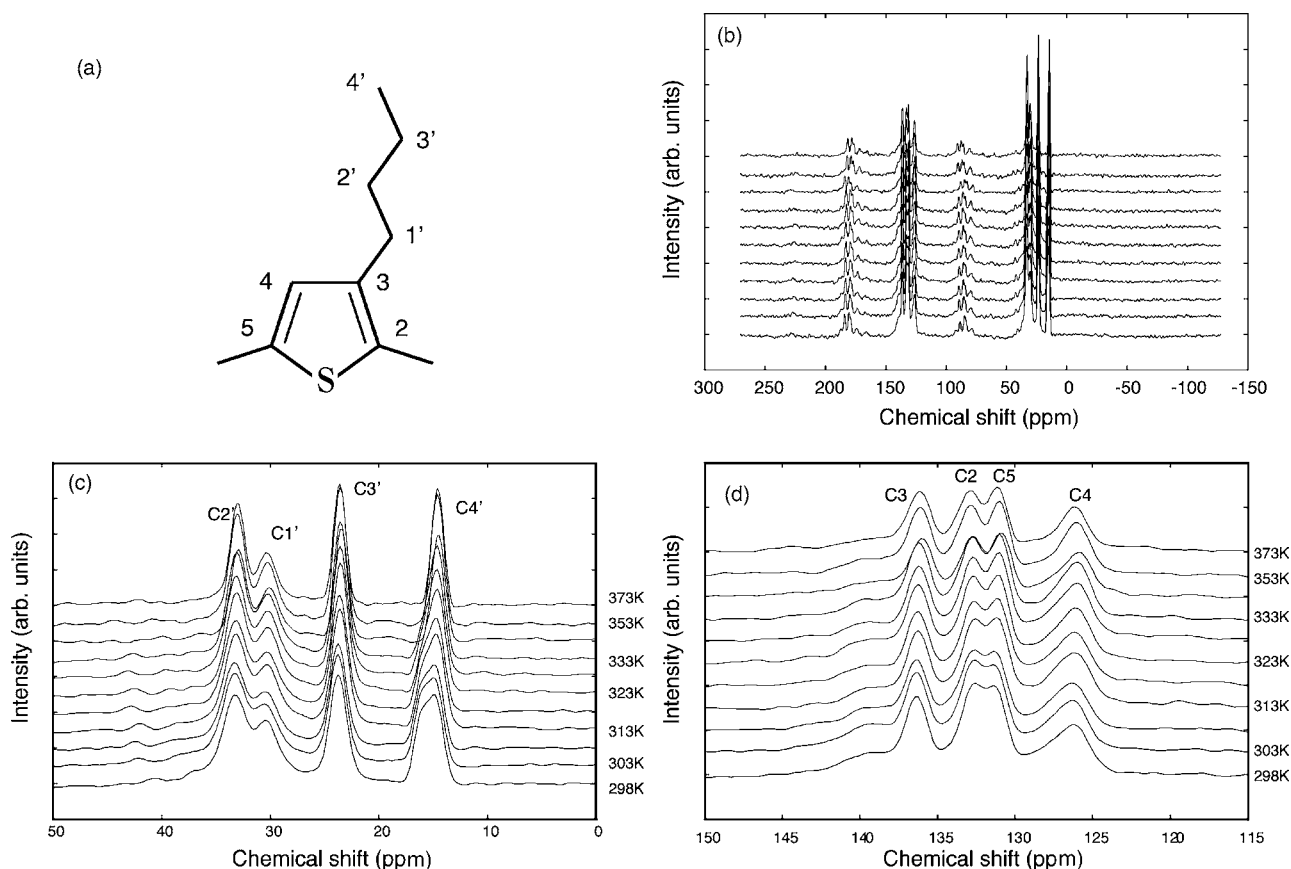 (a)
4'
3'
2'
1'
4
3
5
2
S
(b)
Intensity (arb. units)
300 250 200 150 100 50 0 -50 -100 -150
Chemical shift (ppm)
(c)
C2'
C1'
C3'
C4'
373K
353K
333K
323K
313K
303K
298K
Intensity (arb. units)
50 40 30 20 10 0
Chemical shift (ppm)
(d)
C3
C2
C5
C4
373K
353K
333K
323K
313K
303K
298K
Intensity (arb. units)
150 145 140 135 130 125 120 115
Chemical shift (ppm)